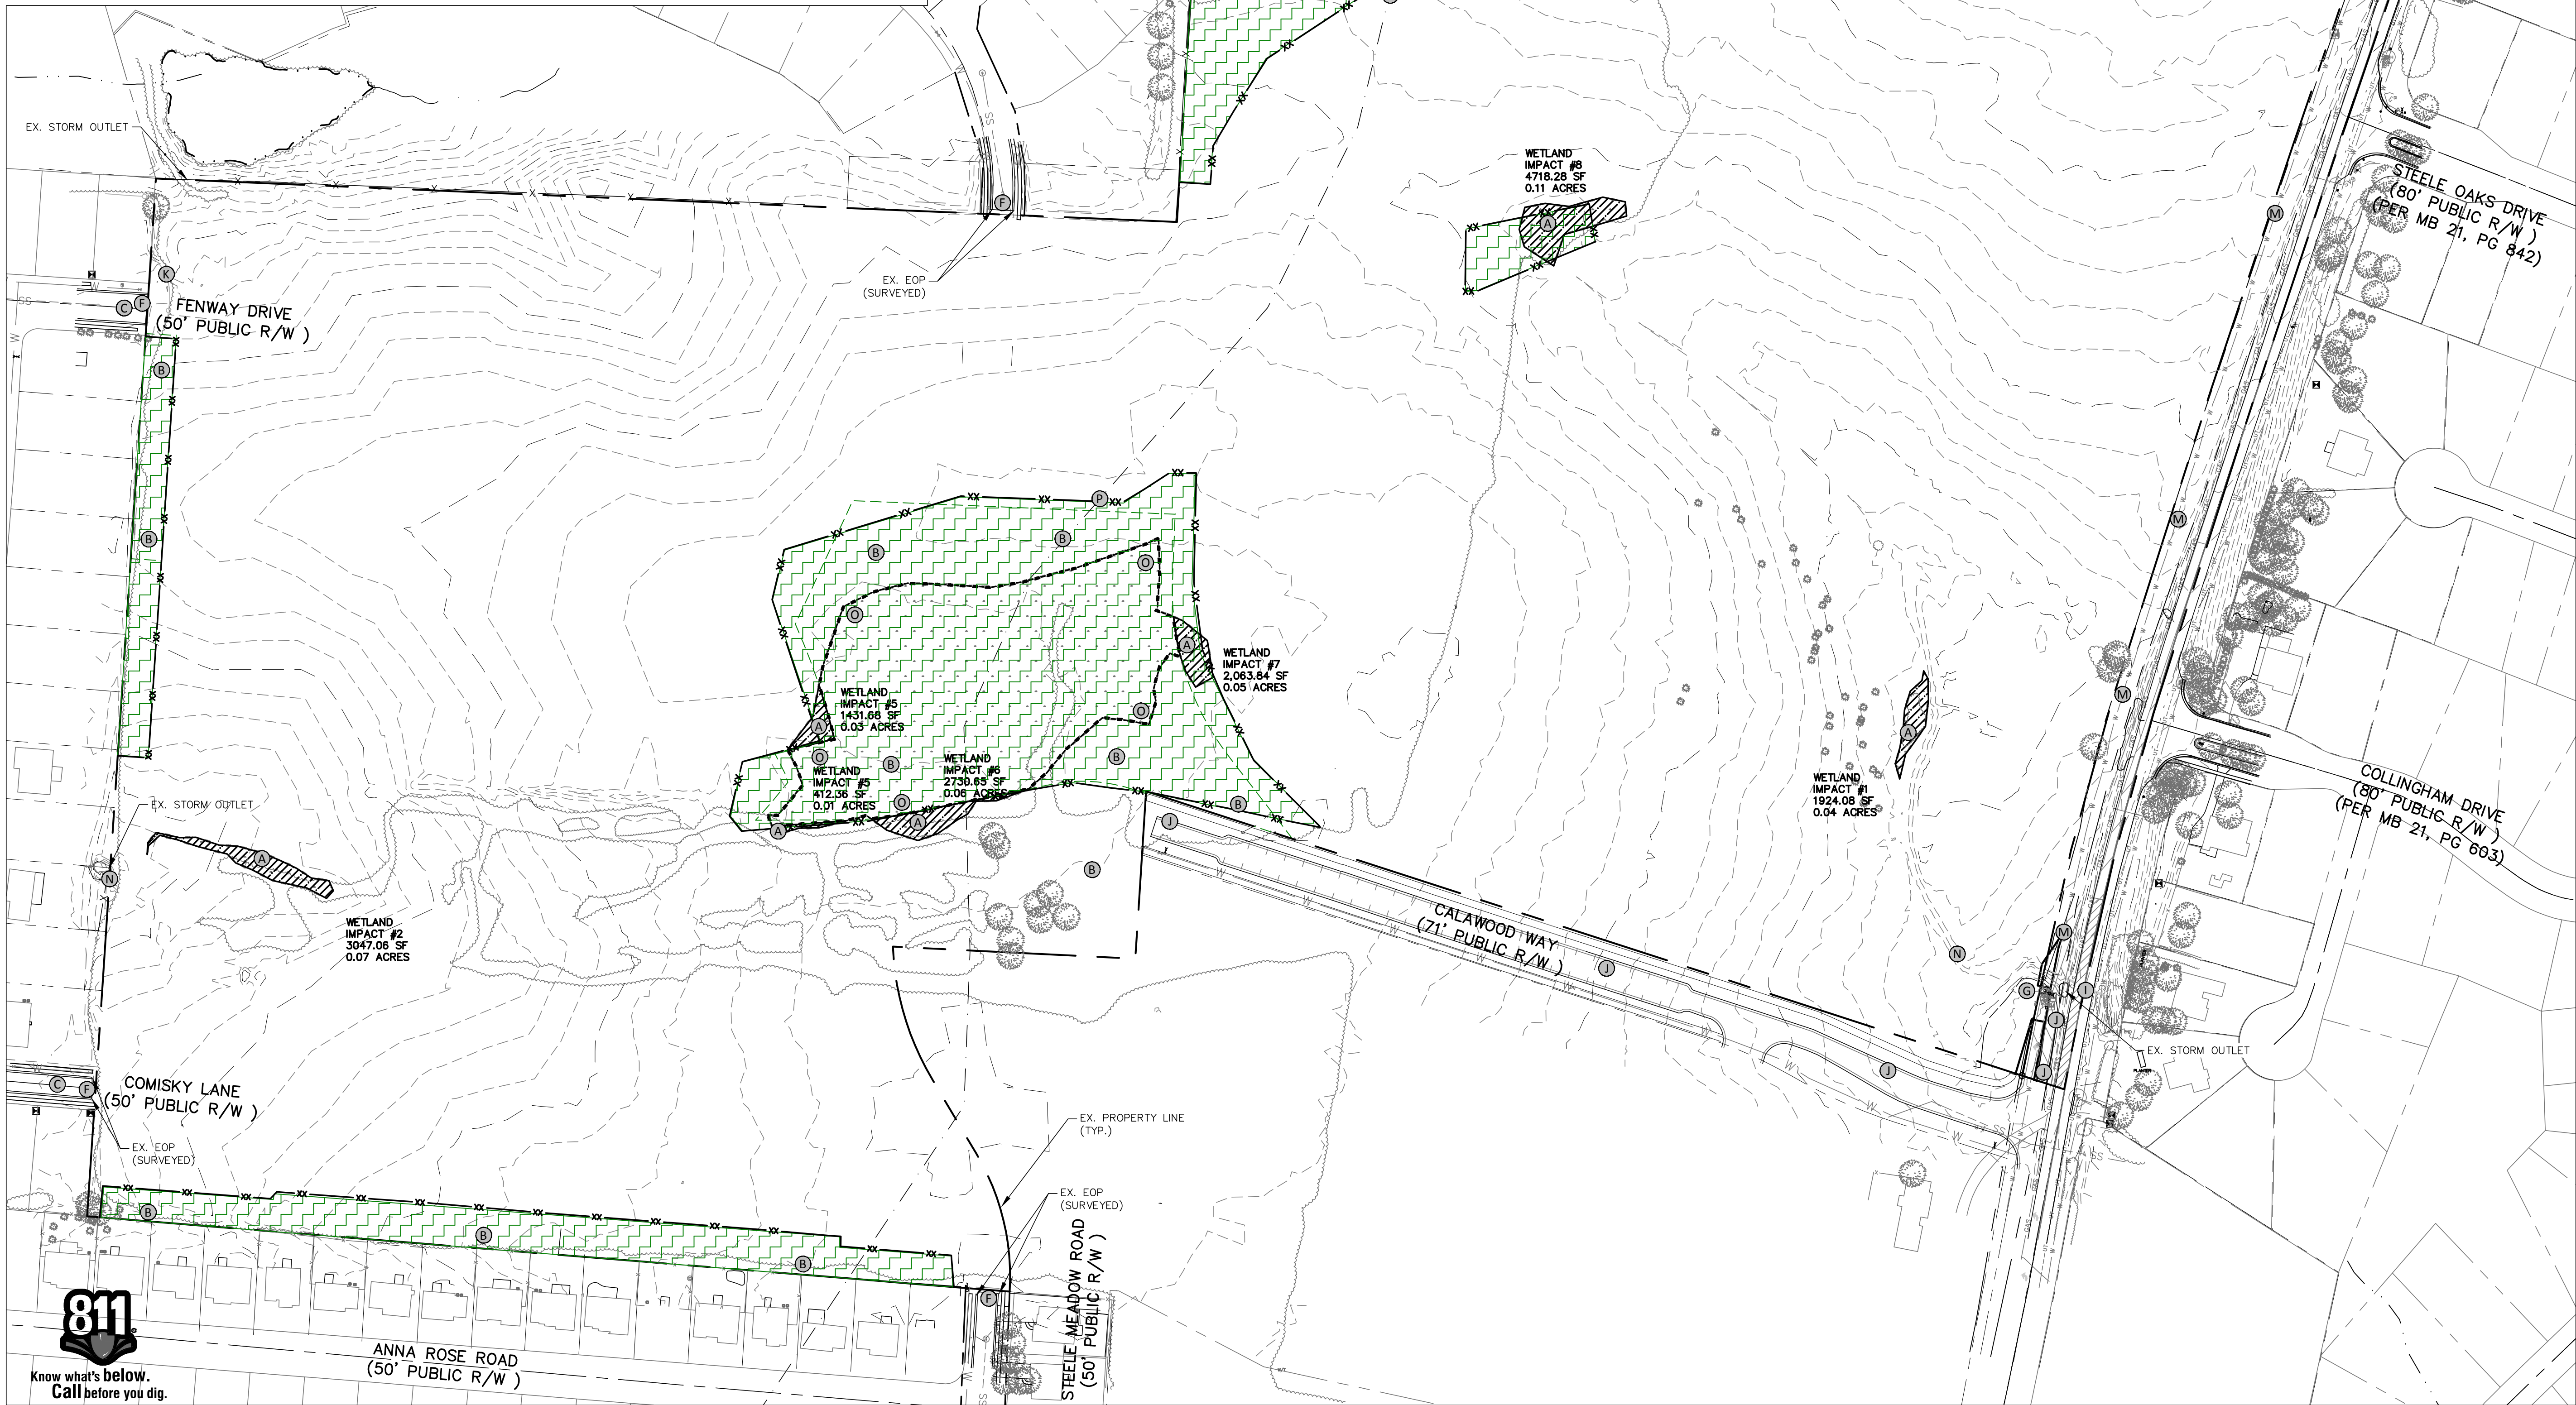 EX. STORM OUTLET
FENWAY DRIVE
(50' PUBLIC R/W )
EX. EOP
(SURVEYED)
WETLAND
IMPACT #8
4718.28 SF
0.11 ACRES
STEELE OAKS DRIVE
(80' PUBLIC R/W )
(PER MB 21, PG 842)
WETLAND
IMPACT #7
2,063.84 SF
0.05 ACRES
WETLAND
IMPACT #5
1431.68 SF
0.03 ACRES
WETLAND
IMPACT #5
412.36 SF
0.01 ACRES
WETLAND
IMPACT #6
2730.65 SF
0.06 ACRES
WETLAND
IMPACT #1
1924.08 SF
0.04 ACRES
COLLINGHAM DRIVE
(80' PUBLIC R/W )
(PER MB 21, PG 603)
EX. STORM OUTLET
WETLAND
IMPACT #2
3047.06 SF
0.07 ACRES
CALAWOOD WAY
(71' PUBLIC R/W )
EX. STORM OUTLET
COMISKY LANE
(50' PUBLIC R/W )
EX. EOP
(SURVEYED)
EX. PROPERTY LINE
(TYP.)
EX. EOP
(SURVEYED)
STEELE MEADOW ROAD
(50' PUBLIC R/W )
ANNA ROSE ROAD
(50' PUBLIC R/W )
811
Know what's below.
Call before you dig.